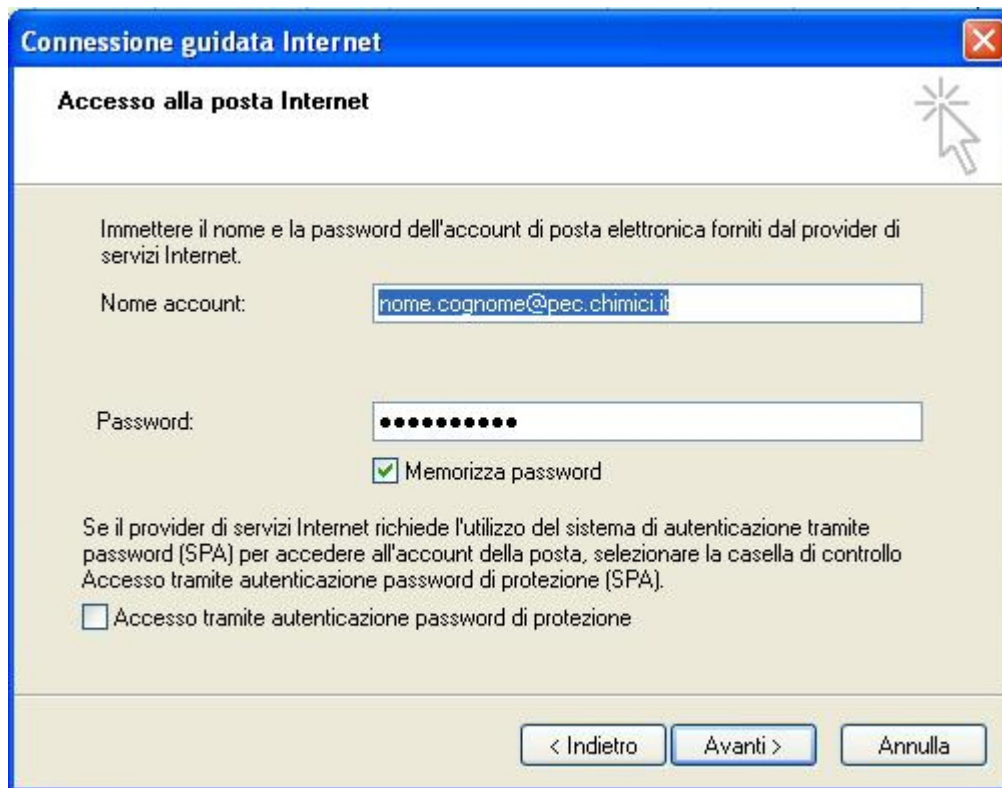 Connessione guidata Internet
Accesso alla posta Internet
Immettere il nome e la password dell'account di posta elettronica forniti dal provider di
servizi Internet.
Nome account:
nome.cognome@pec.chimici.it
Password:
••••••••••
Memorizza password
Se il provider di servizi Internet richiede l'utilizzo del sistema di autenticazione tramite
password (SPA) per accedere all'account della posta, selezionare la casella di controllo
Accesso tramite autenticazione password di protezione (SPA).
Accesso tramite autenticazione password di protezione
< Indietro
Avanti >
Annulla